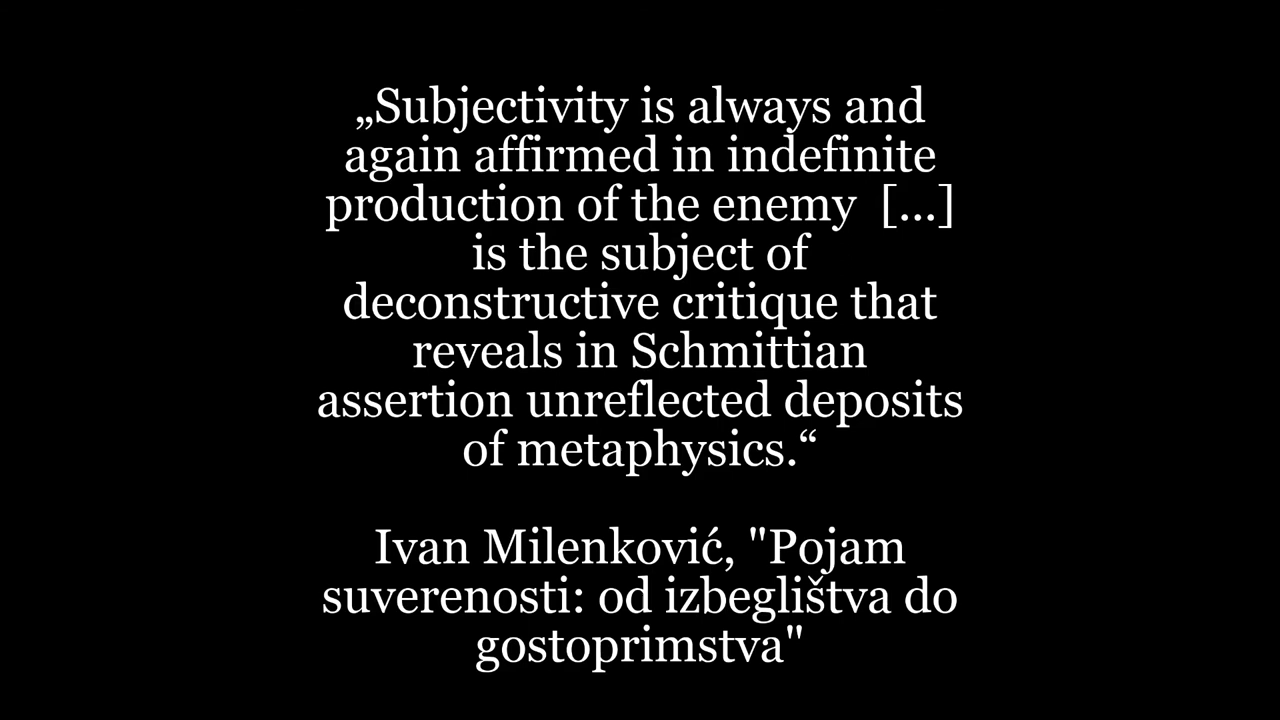 „Subjectivity is always and
again affirmed in indefinite
production of the enemy  [...]
is the subject of
deconstructive critique that
reveals in Schmittian
assertion unreflected deposits
of metaphysics.“
Ivan Milenković, "Pojam
suverenosti: od izbeglištva do
gostoprimstva"